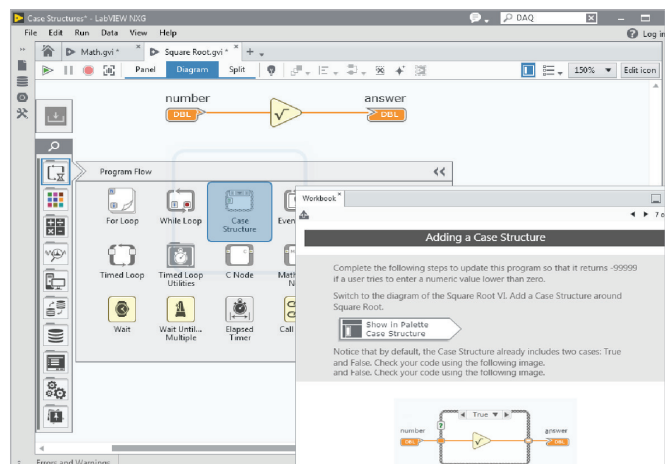 Case Structures* - LabVIEW NXG
DAQ
File Edit Run Data View Help
Log in
Math.gvi*
Square Root.gvi*
Panel Diagram Split
150%
Edit icon
number
answer
DBL
DBL
Program Flow
For Loop
While Loop
Case Structure
Timed Loop
Timed Loop Utilities
C Node
Wait
Wait Until... Multiple
Elapsed Timer
Workbook
Adding a Case Structure
Complete the following steps to update this program so that it returns -99999
if a user tries to enter a numeric value lower than zero.
Switch to the diagram of the Square Root VI. Add a Case Structure around
Square Root.
Show in Palette
Case Structure
Notice that by default, the Case Structure already includes two cases: True
and False. Check your code using the following image.
and False. Check your code using the following image.
True
number
answer
DBL
DBL
Errors and Warnings